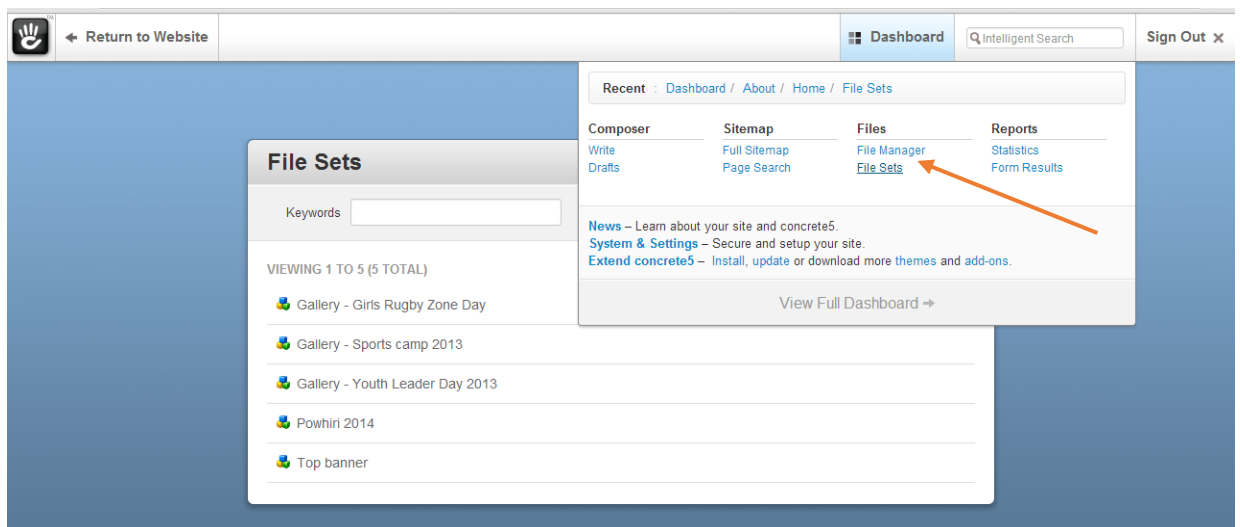 Return to Website
Dashboard
Intelligent Search
Sign Out
Recent : Dashboard / About / Home / File Sets
Composer
Write
Drafts
Sitemap
Full Sitemap
Page Search
Files
File Manager
File Sets
Reports
Statistics
Form Results
News – Learn about your site and concrete5.
System & Settings – Secure and setup your site.
Extend concrete5 – Install, update or download more themes and add-ons.
View Full Dashboard
File Sets
Keywords
VIEWING 1 TO 5 (5 TOTAL)
Gallery - Girls Rugby Zone Day
Gallery - Sports camp 2013
Gallery - Youth Leader Day 2013
Powhiri 2014
Top banner